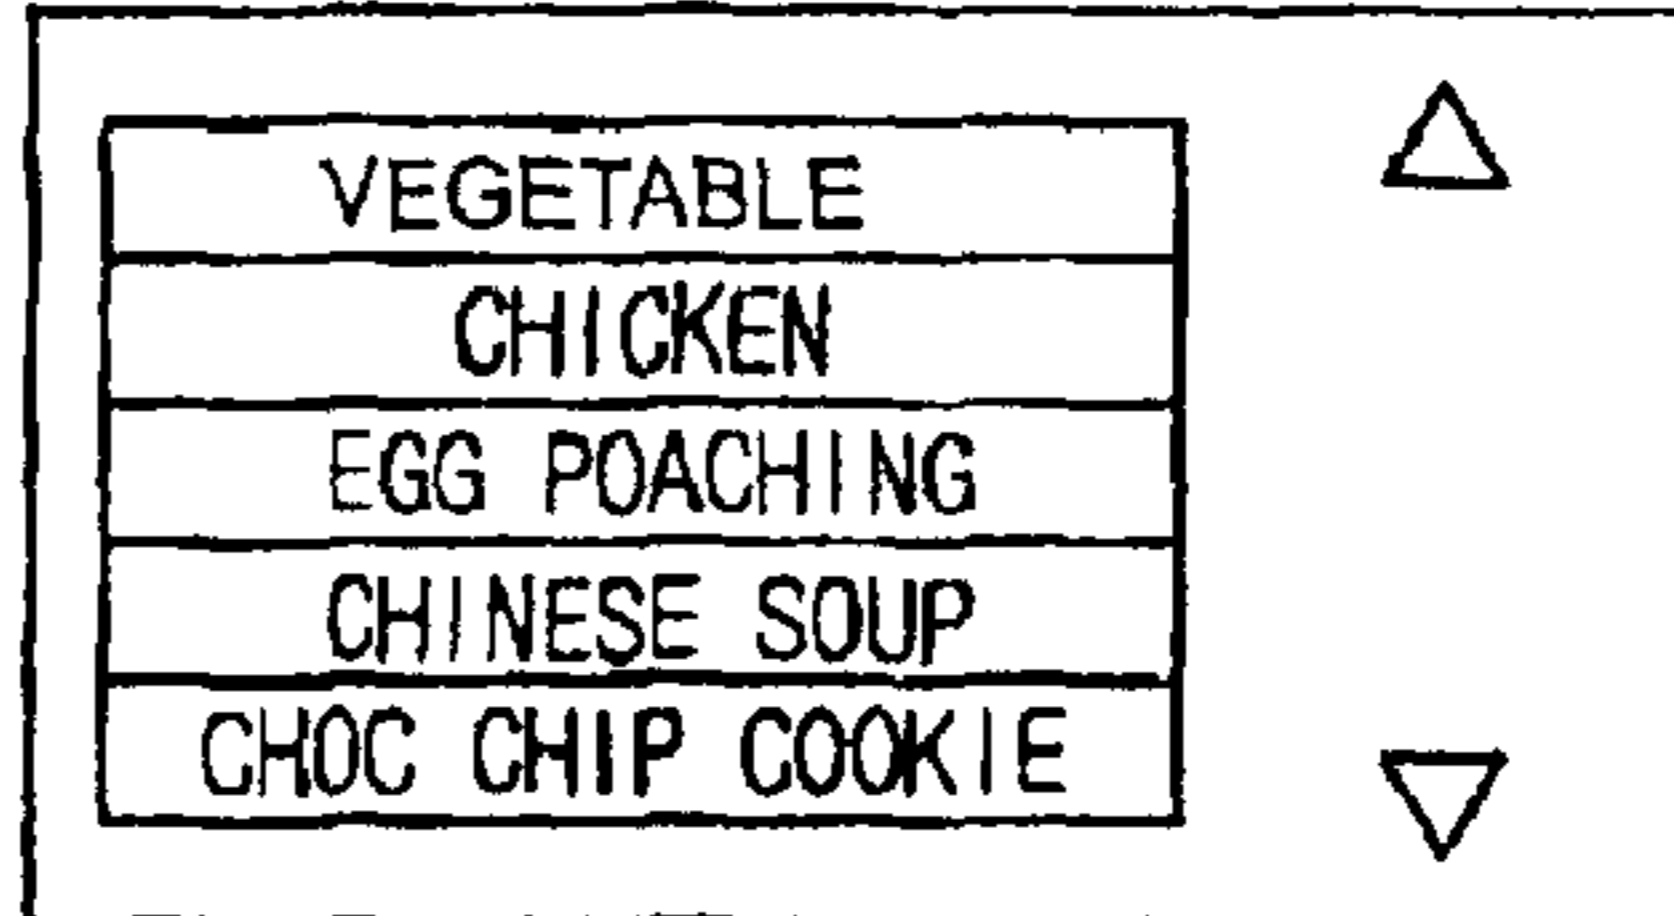 VEGETABLE
CHICKEN
EGG POACHING
CHINESE SOUP
CHOC CHIP COOKIE